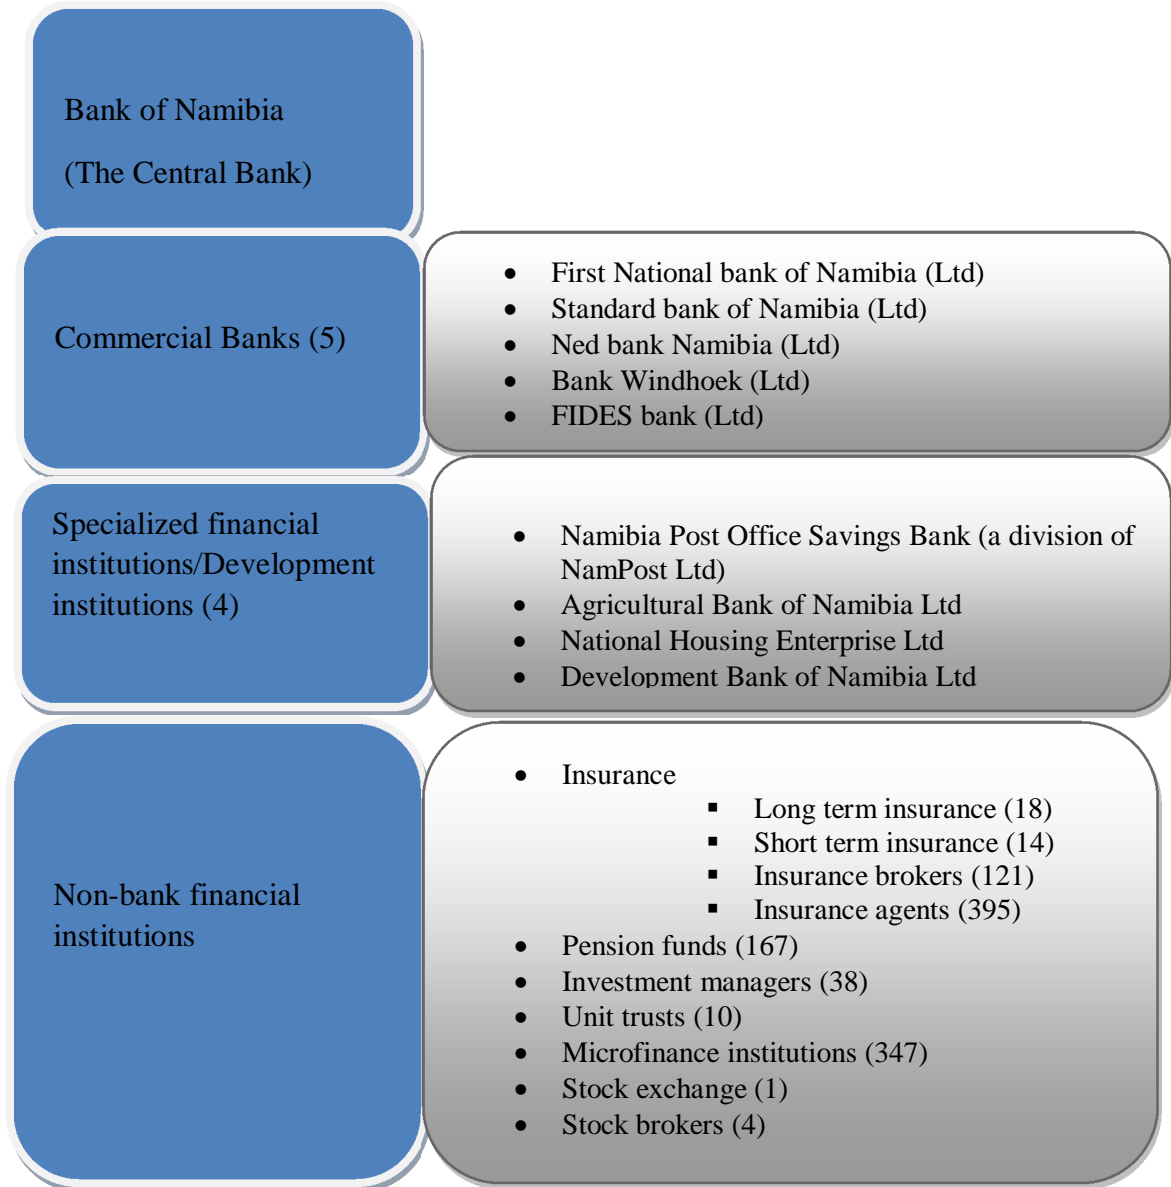 Bank of Namibia
(The Central Bank)
Commercial Banks (5)
• First National bank of Namibia (Ltd)
• Standard bank of Namibia (Ltd)
• Ned bank Namibia (Ltd)
• Bank Windhoek (Ltd)
• FIDES bank (Ltd)
Specialized financial
institutions/Development
institutions (4)
• Namibia Post Office Savings Bank (a division of
NamPost Ltd)
• Agricultural Bank of Namibia Ltd
• National Housing Enterprise Ltd
• Development Bank of Namibia Ltd
Non-bank financial
institutions
• Insurance
▪ Long term insurance (18)
▪ Short term insurance (14)
▪ Insurance brokers (121)
▪ Insurance agents (395)
• Pension funds (167)
• Investment managers (38)
• Unit trusts (10)
• Microfinance institutions (347)
• Stock exchange (1)
• Stock brokers (4)